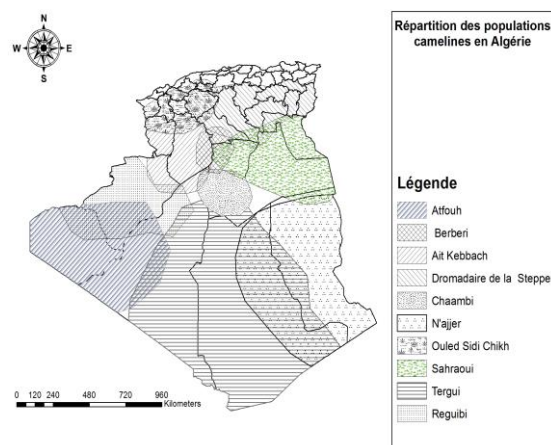 N
W E
S
Répartition des populations
camelines en Algérie
Légende
Atfouh
Berberi
Ait Kebbach
Dromadaire de la Steppe
Chaambi
N'ajjer
Ouled Sidi Chikh
Sahraoui
Tergui
Reguibi
0 120 240 480 720 960
Kilometers